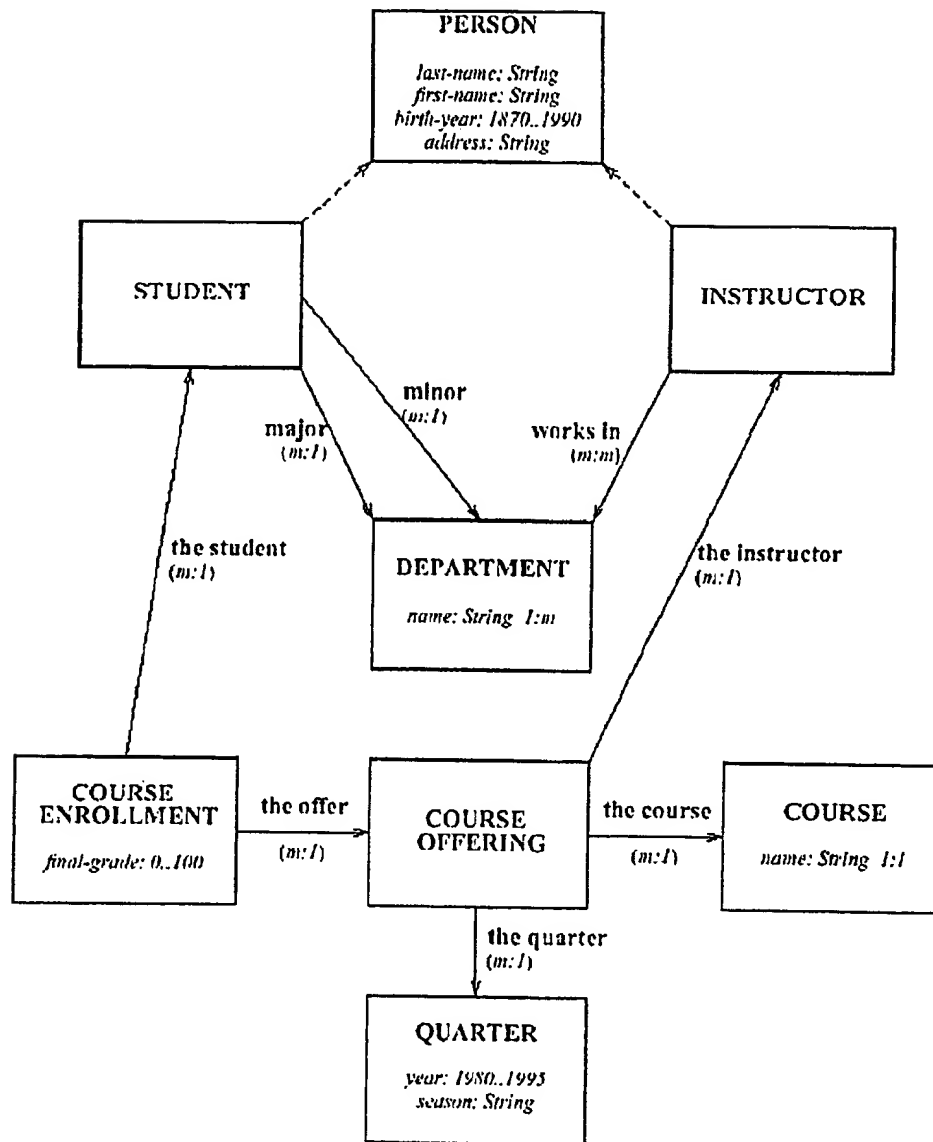 PERSON
last-name: String
first-name: String
birth-year: 1870..1990
address: String
STUDENT
INSTRUCTOR
minor
(m:1)
major
(m:1)
works in
(m:m)
the student
(m:1)
DEPARTMENT
name: String 1:m
the instructor
(m:1)
COURSE
ENROLLMENT
final-grade: 0..100
the offer
(m:1)
COURSE
OFFERING
the course
(m:1)
COURSE
name: String 1:1
the quarter
(m:1)
QUARTER
year: 1980..1995
season: String